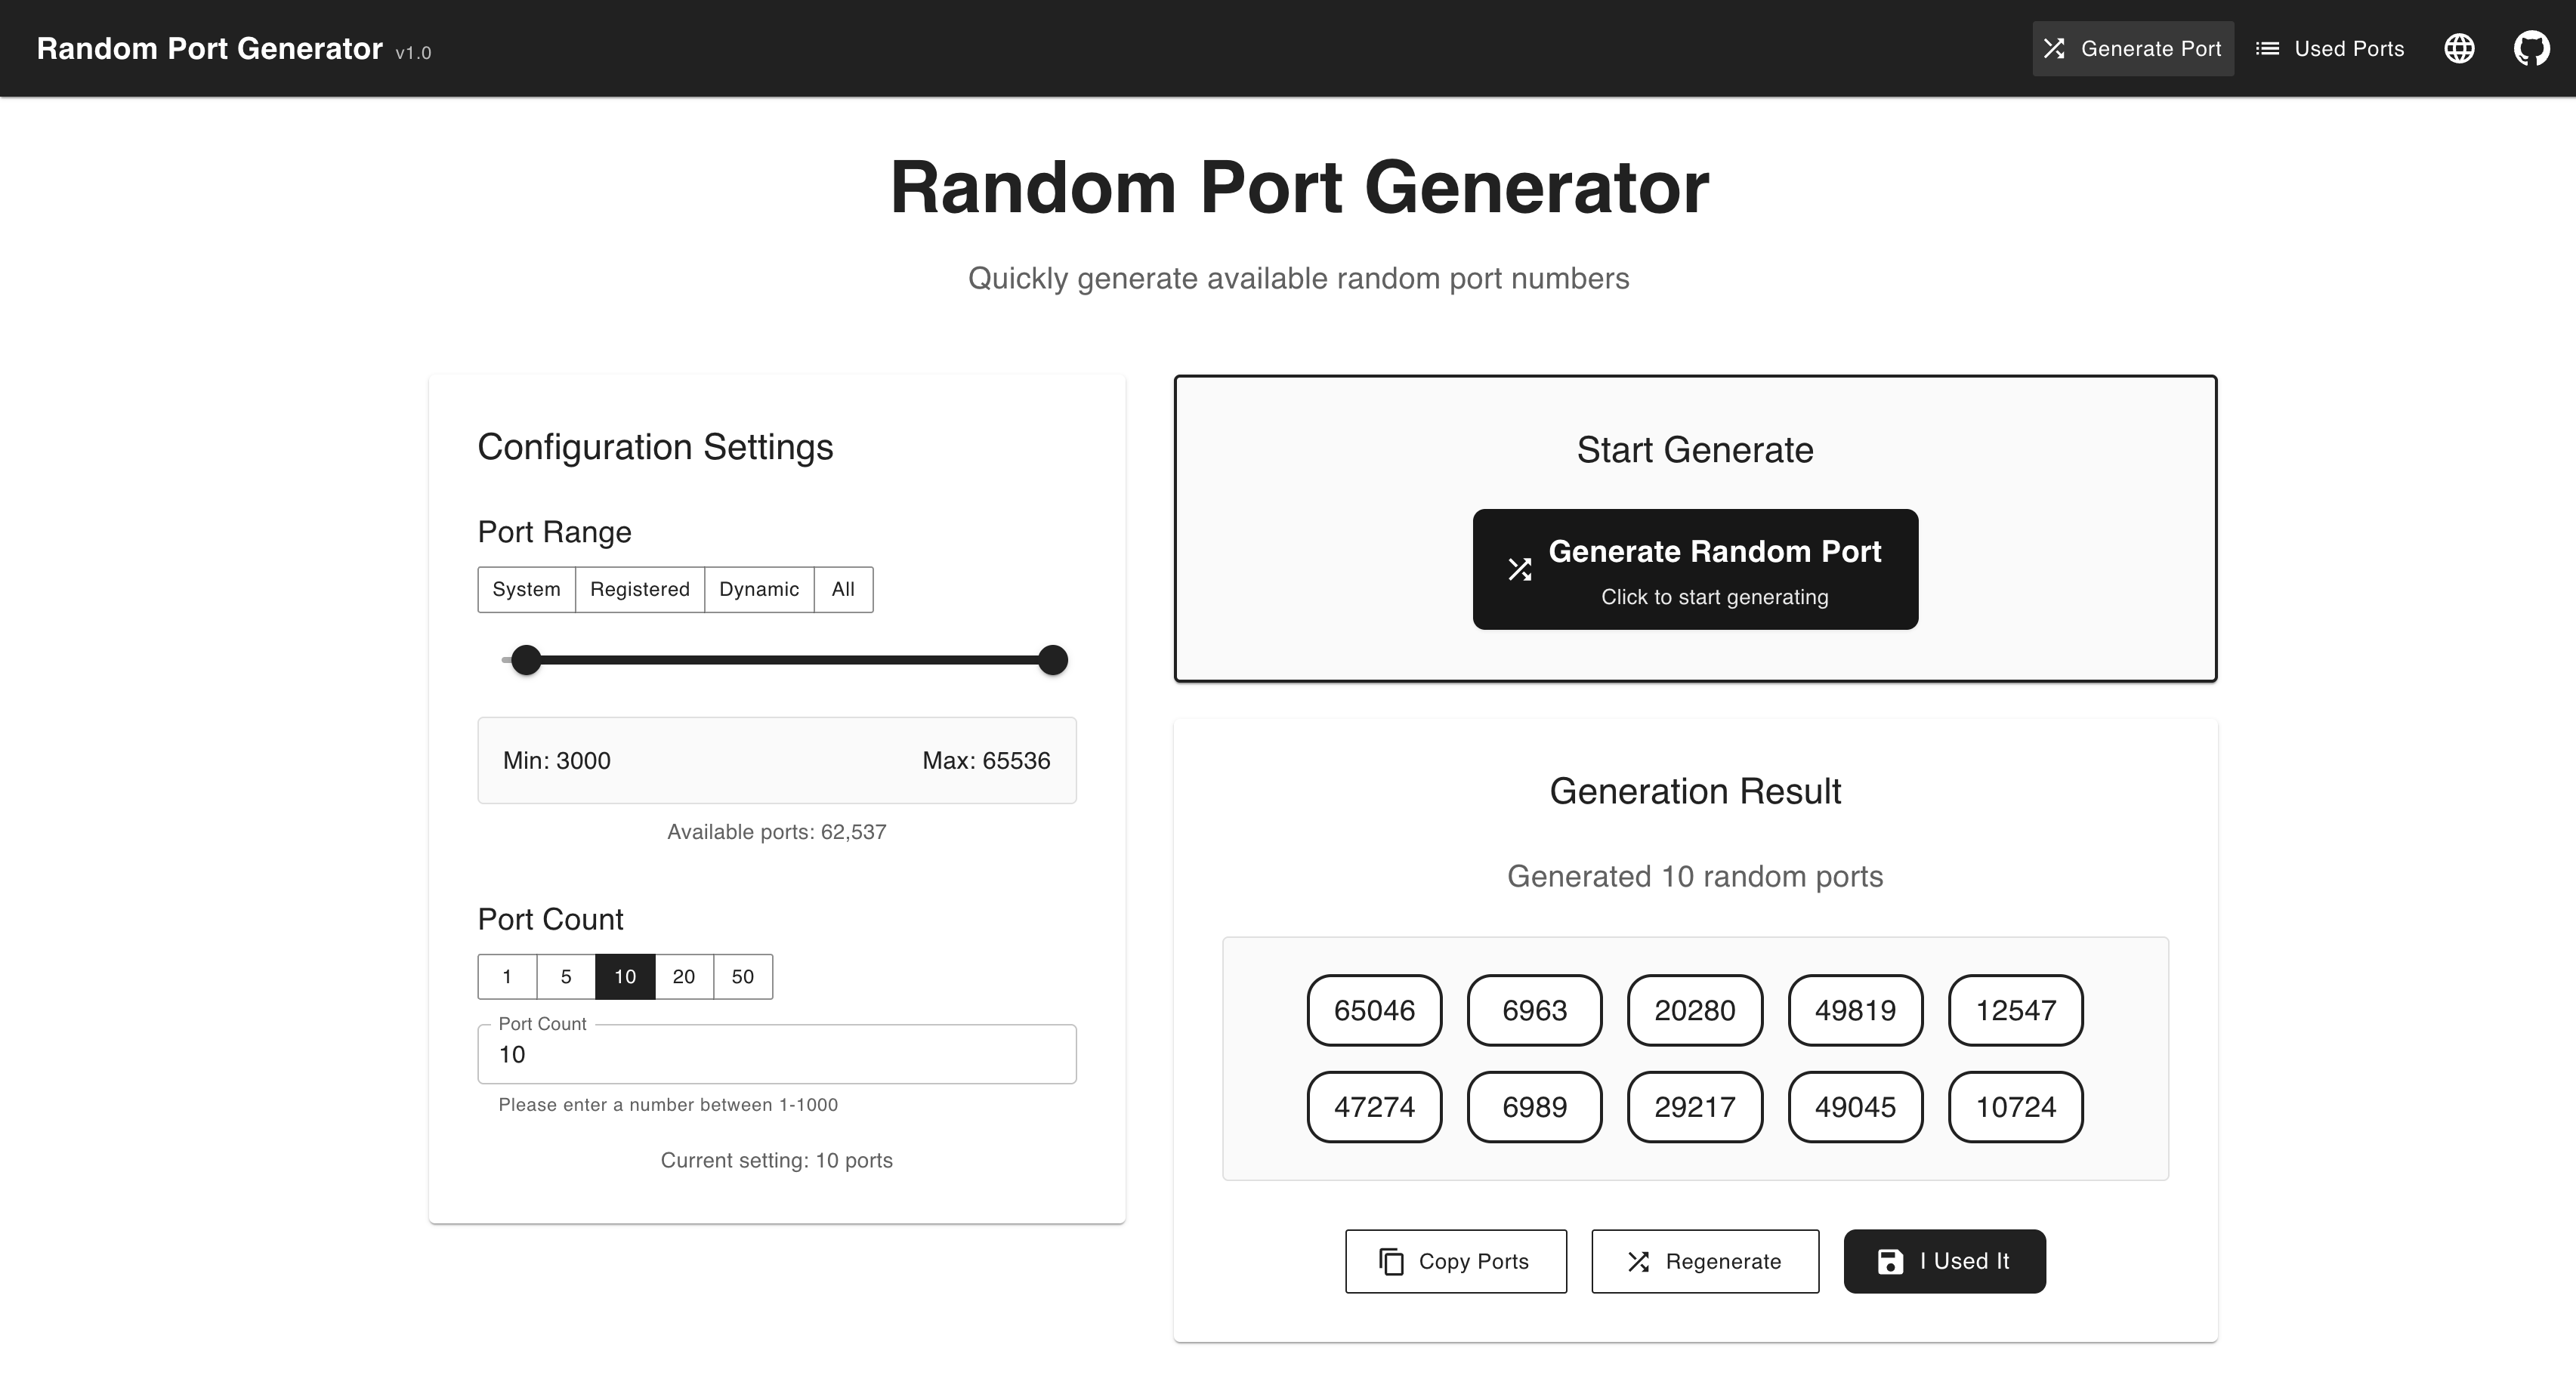 Random Port Generator v1.0
Generate Port
Used Ports
Random Port Generator
Quickly generate available random port numbers
Configuration Settings
Port Range
System Registered Dynamic All
Min: 3000 Max: 65536
Available ports: 62,537
Port Count
1 5 10 20 50
Port Count
10
Please enter a number between 1-1000
Current setting: 10 ports
Start Generate
Generate Random Port
Click to start generating
Generation Result
Generated 10 random ports
65046 6963 20280 49819 12547
47274 6989 29217 49045 10724
Copy Ports Regenerate I Used It